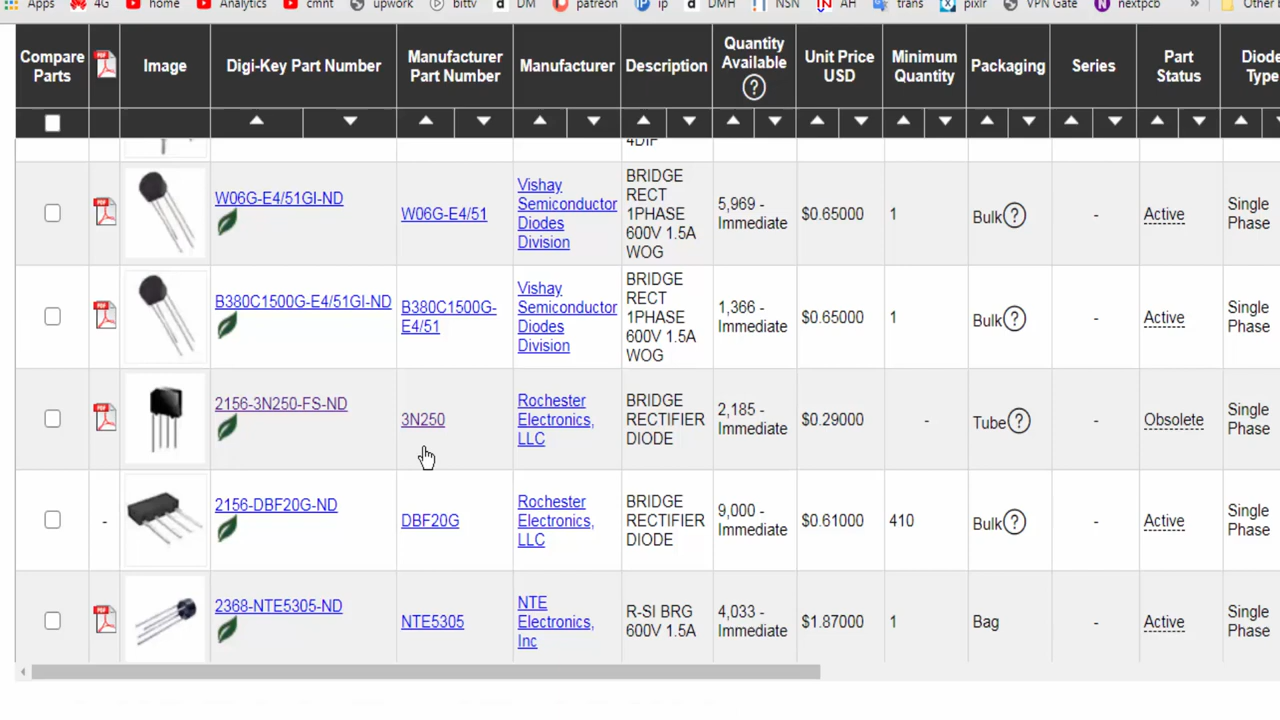 Apps 4G home Analytics cmnt upwork bittv DM patreon ip DMH NSN AH trans pixlr VPN Gate nextpcb » Other
Compare Parts
Image
Digi-Key Part Number
Manufacturer Part Number
Manufacturer
Description
Quantity Available ?
Unit Price USD
Minimum Quantity
Packaging
Series
Part Status
Diode Type
4DIP
W06G-E4/51GI-ND
W06G-E4/51
Vishay
Semiconductor
Diodes
Division
BRIDGE
RECT
1PHASE
600V 1.5A
WOG
5,969 -
Immediate
$0.65000
1
Bulk ?
-
Active
Single
Phase
B380C1500G-E4/51GI-ND
B380C1500G-
E4/51
Vishay
Semiconductor
Diodes
Division
BRIDGE
RECT
1PHASE
600V 1.5A
WOG
1,366 -
Immediate
$0.65000
1
Bulk ?
-
Active
Single
Phase
2156-3N250-FS-ND
3N250
Rochester
Electronics,
LLC
BRIDGE
RECTIFIER
DIODE
2,185 -
Immediate
$0.29000
-
Tube ?
-
Obsolete
Single
Phase
-
2156-DBF20G-ND
DBF20G
Rochester
Electronics,
LLC
BRIDGE
RECTIFIER
DIODE
9,000 -
Immediate
$0.61000
410
Bulk ?
-
Active
Single
Phase
2368-NTE5305-ND
NTE5305
NTE
Electronics,
Inc
R-SI BRG
600V 1.5A
4,033 -
Immediate
$1.87000
1
Bag
-
Active
Single
Phase